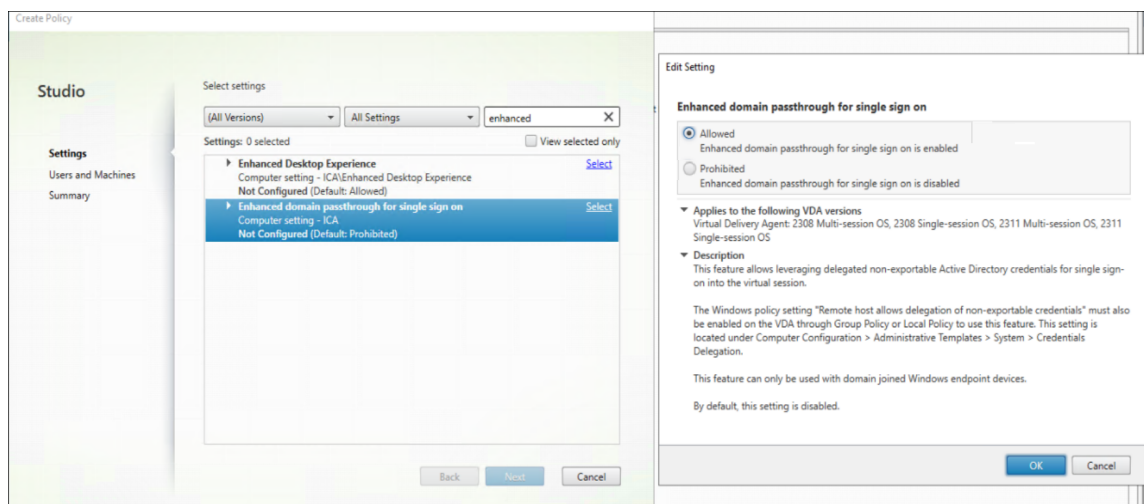 Create Policy
Studio
Settings
Users and Machines
Summary
Select settings
(All Versions)
All Settings
enhanced
Settings: 0 selected
View selected only
Enhanced Desktop Experience
Select
Computer setting - ICA\Enhanced Desktop Experience
Not Configured (Default: Allowed)
Enhanced domain passthrough for single sign on
Select
Computer setting - ICA
Not Configured (Default: Prohibited)
Back
Next
Cancel
Edit Setting
Enhanced domain passthrough for single sign on
Allowed
Enhanced domain passthrough for single sign on is enabled
Prohibited
Enhanced domain passthrough for single sign on is disabled
Applies to the following VDA versions
Virtual Delivery Agent: 2308 Multi-session OS, 2308 Single-session OS, 2311 Multi-session OS, 2311
Single-session OS
Description
This feature allows leveraging delegated non-exportable Active Directory credentials for single sign-
on into the virtual session.
The Windows policy setting "Remote host allows delegation of non-exportable credentials" must also
be enabled on the VDA through Group Policy or Local Policy to use this feature. This setting is
located under Computer Configuration > Administrative Templates > System > Credentials
Delegation.
This feature can only be used with domain joined Windows endpoint devices.
By default, this setting is disabled.
OK
Cancel